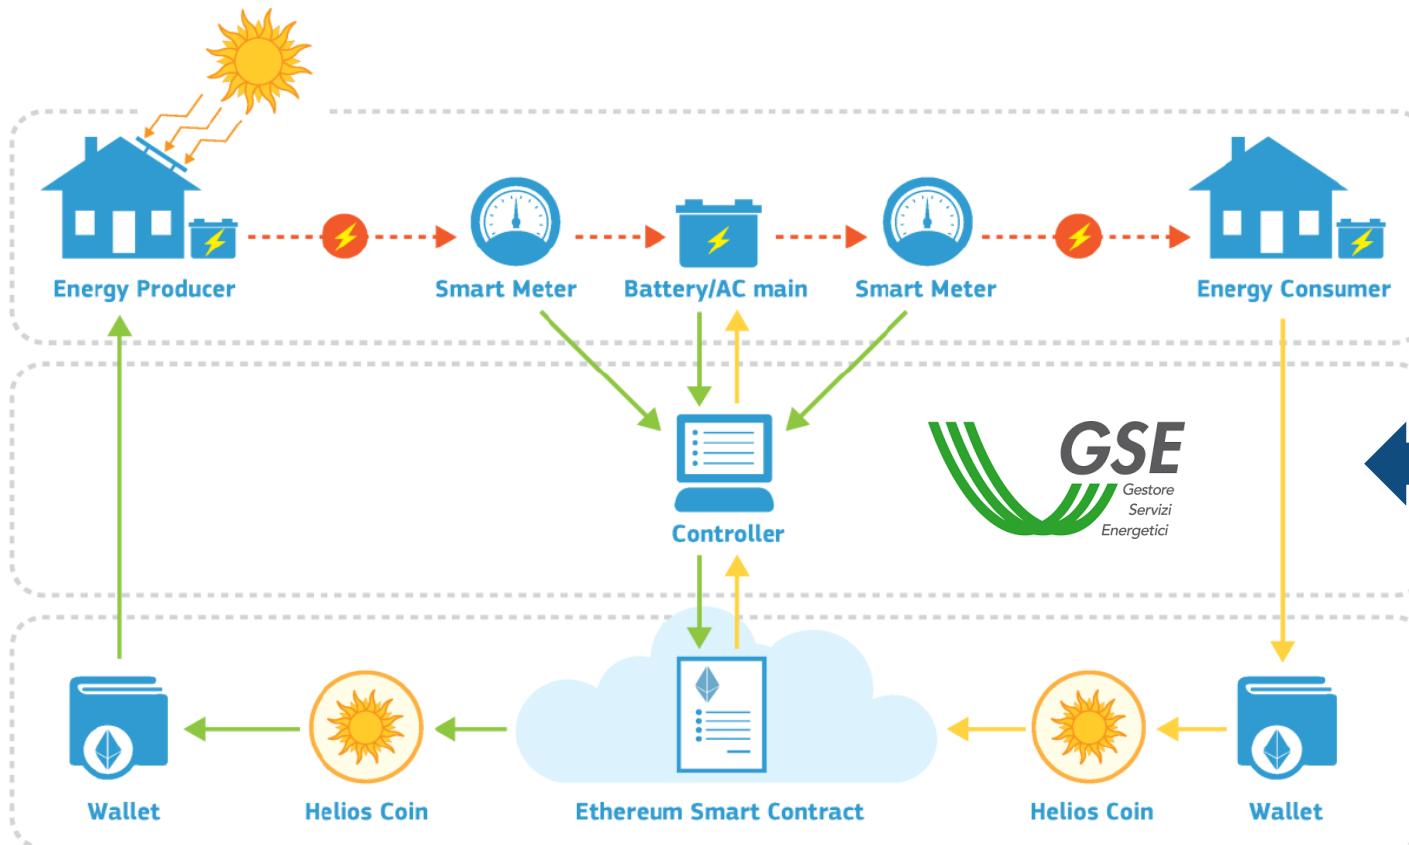 Energy Producer
Smart Meter
Battery/AC main
Smart Meter
Energy Consumer
GSE
Gestore
Servizi
Energetici
Controller
Wallet
Helios Coin
Ethereum Smart Contract
Helios Coin
Wallet